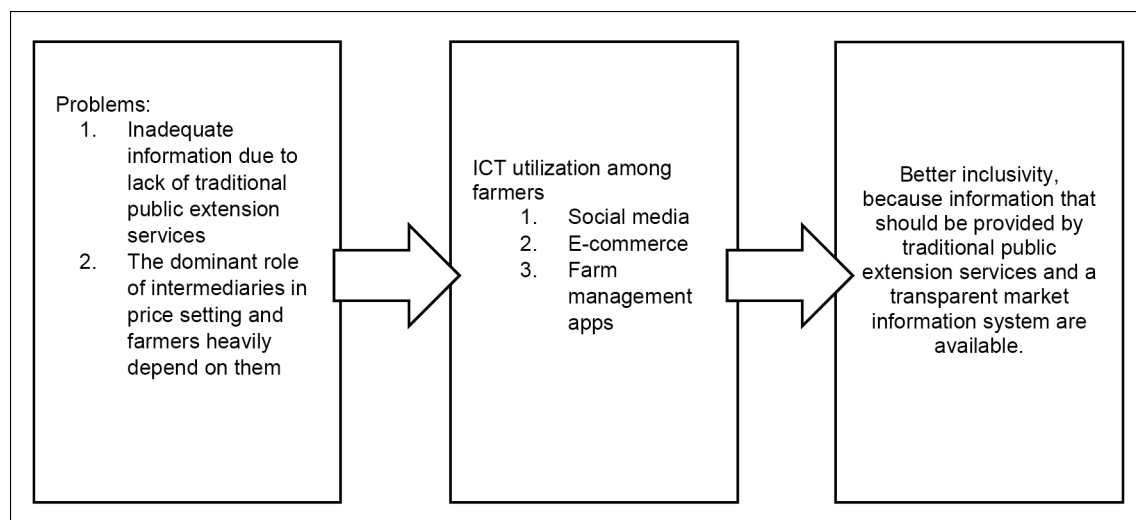 Problems:
1. Inadequate
information due to
lack of traditional
public extension
services
2. The dominant role
of intermediaries in
price setting and
farmers heavily
depend on them
ICT utilization among
farmers
1. Social media
2. E-commerce
3. Farm
management
apps
Better inclusivity,
because information that
should be provided by
traditional public
extension services and a
transparent market
information system are
available.